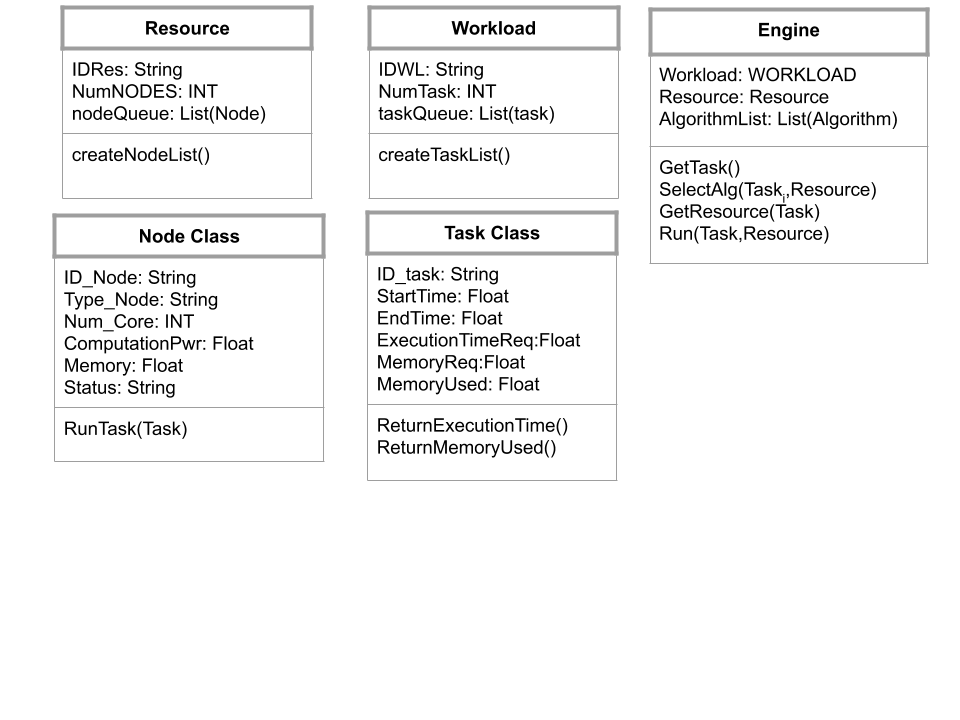 Resource
IDRes: String
NumNODES: INT
nodeQueue: List(Node)
createNodeList()
Workload
IDWL: String
NumTask: INT
taskQueue: List(task)
createTaskList()
Engine
Workload: WORKLOAD
Resource: Resource
AlgorithmList: List(Algorithm)
GetTask()
SelectAlg(Taskᵢ,Resource)
GetResource(Task)
Run(Task,Resource)
Node Class
ID_Node: String
Type_Node: String
Num_Core: INT
ComputationPwr: Float
Memory: Float
Status: String
RunTask(Task)
Task Class
ID_task: String
StartTime: Float
EndTime: Float
ExecutionTimeReq:Float
MemoryReq:Float
MemoryUsed: Float
ReturnExecutionTime()
ReturnMemoryUsed()